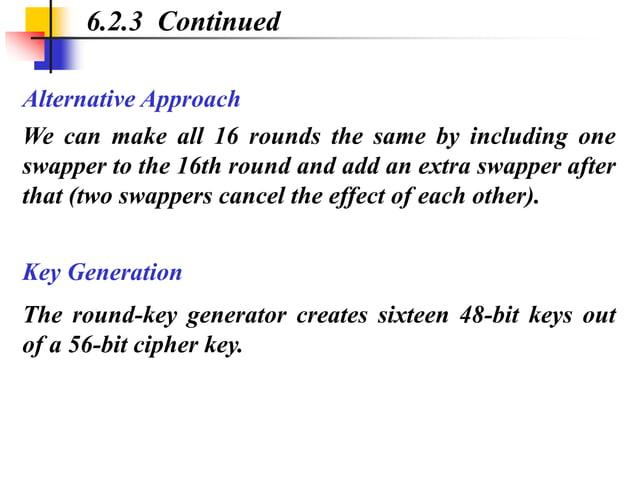 6.2.3 Continued
Alternative Approach
We can make all 16 rounds the same by including one
swapper to the 16th round and add an extra swapper after
that (two swappers cancel the effect of each other).
Key Generation
The round-key generator creates sixteen 48-bit keys out
of a 56-bit cipher key.